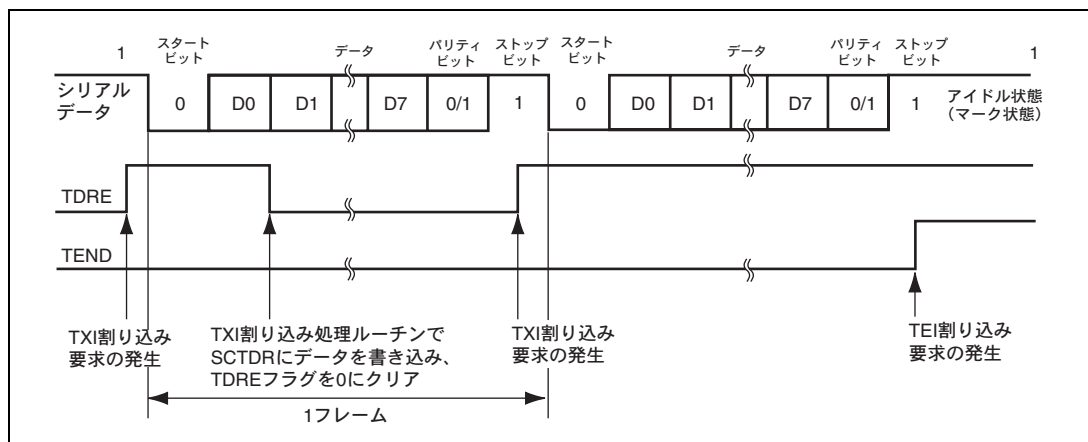 1
スタート
ビット
データ
パリティ
ビット
ストップ
ビット
スタート
ビット
データ
パリティ
ビット
ストップ
ビット
1
シリアル
データ
0 D0 D1 D7 0/1 1 0 D0 D1 D7 0/1 1
アイドル状態
（マーク状態）
TDRE
TEND
TXI割り込み
要求の発生
TXI割り込み処理ルーチンで
SCTDRにデータを書き込み、
TDREフラグを0にクリア
TXI割り込み
要求の発生
TEI割り込み
要求の発生
1フレーム